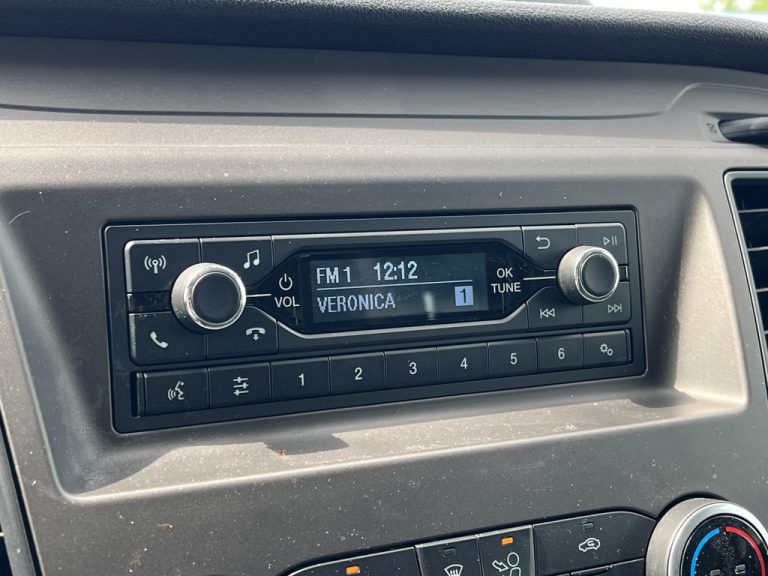 FM 1 12:12
VERONICA 1
VOL
OK
TUNE
1 2 3 4 5 6